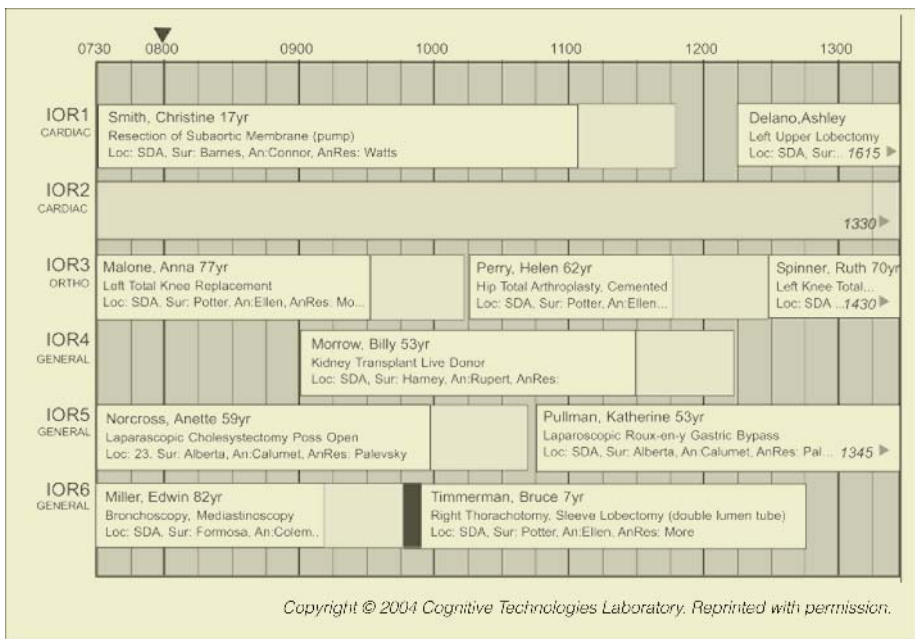 0730 0800 0900 1000 1100 1200 1300
IOR1
CARDIAC
Smith, Christine 17yr
Resection of Subaortic Membrane (pump)
Loc: SDA, Sur: Barnes, An:Connor, AnRes: Watts
Delano,Ashley
Left Upper Lobectomy
Loc: SDA, Sur:.. 1615
IOR2
CARDIAC
1330
IOR3
ORTHO
Malone, Anna 77yr
Left Total Knee Replacement
Loc: SDA, Sur: Potter, An:Ellen, AnRes: Mo...
Perry, Helen 62yr
Hip Total Arthroplasty, Cemented
Loc: SDA, Sur: Potter, An:Ellen...
Spinner, Ruth 70yr
Left Knee Total...
Loc: SDA ...1430
IOR4
GENERAL
Morrow, Billy 53yr
Kidney Transplant Live Donor
Loc: SDA, Sur: Harney, An:Rupert, AnRes:
IOR5
GENERAL
Norcross, Anette 59yr
Laparascopic Cholesystectomy Poss Open
Loc: 23. Sur: Alberta, An:Calumet, AnRes: Palevsky
Pullman, Katherine 53yr
Laparoscopic Roux-en-y Gastric Bypass
Loc: SDA, Sur: Alberta, An:Calumet, AnRes: Pal... 1345
IOR6
GENERAL
Miller, Edwin 82yr
Bronchoscopy, Mediastinoscopy
Loc: SDA, Sur: Formosa, An:Colem..
Timmerman, Bruce 7yr
Right Thorachotomy, Sleeve Lobectomy (double lumen tube)
Loc: SDA, Sur: Potter, An:Ellen, AnRes: More
Copyright © 2004 Cognitive Technologies Laboratory. Reprinted with permission.